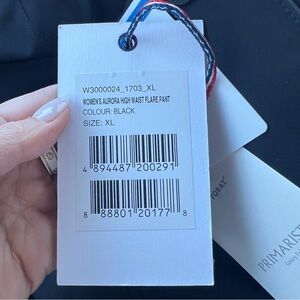 W3000024_1703_XL
WOMEN'S AURORA HIGH WAIST FLARE PANT
COLOUR: BLACK
SIZE: XL
4 894487 200291
8 88801 20177 8
PRIMARIST